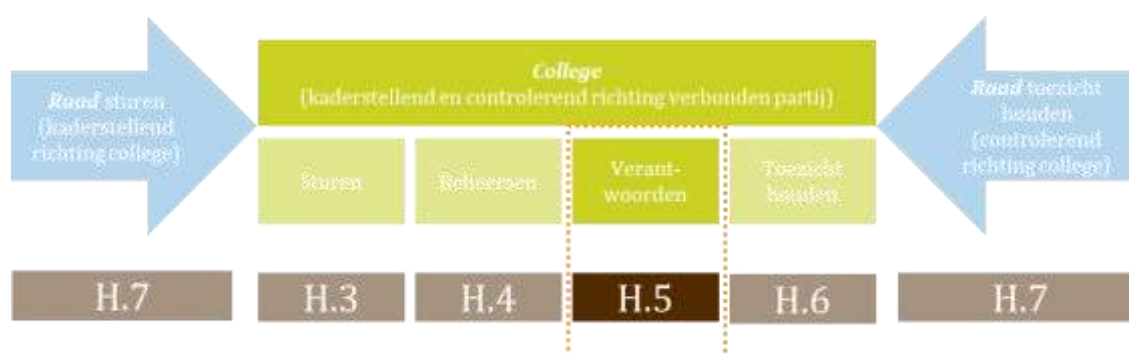 Raad sturen
(kaderstellend
richting college)
College
(kaderstellend en controlerend richting verbonden partij)
Raad toezicht
houden
(controlerend
richting college)
Sturen
Beheersen
Verant-
woorden
Toezicht
houden
H.7
H.3
H.4
H.5
H.6
H.7